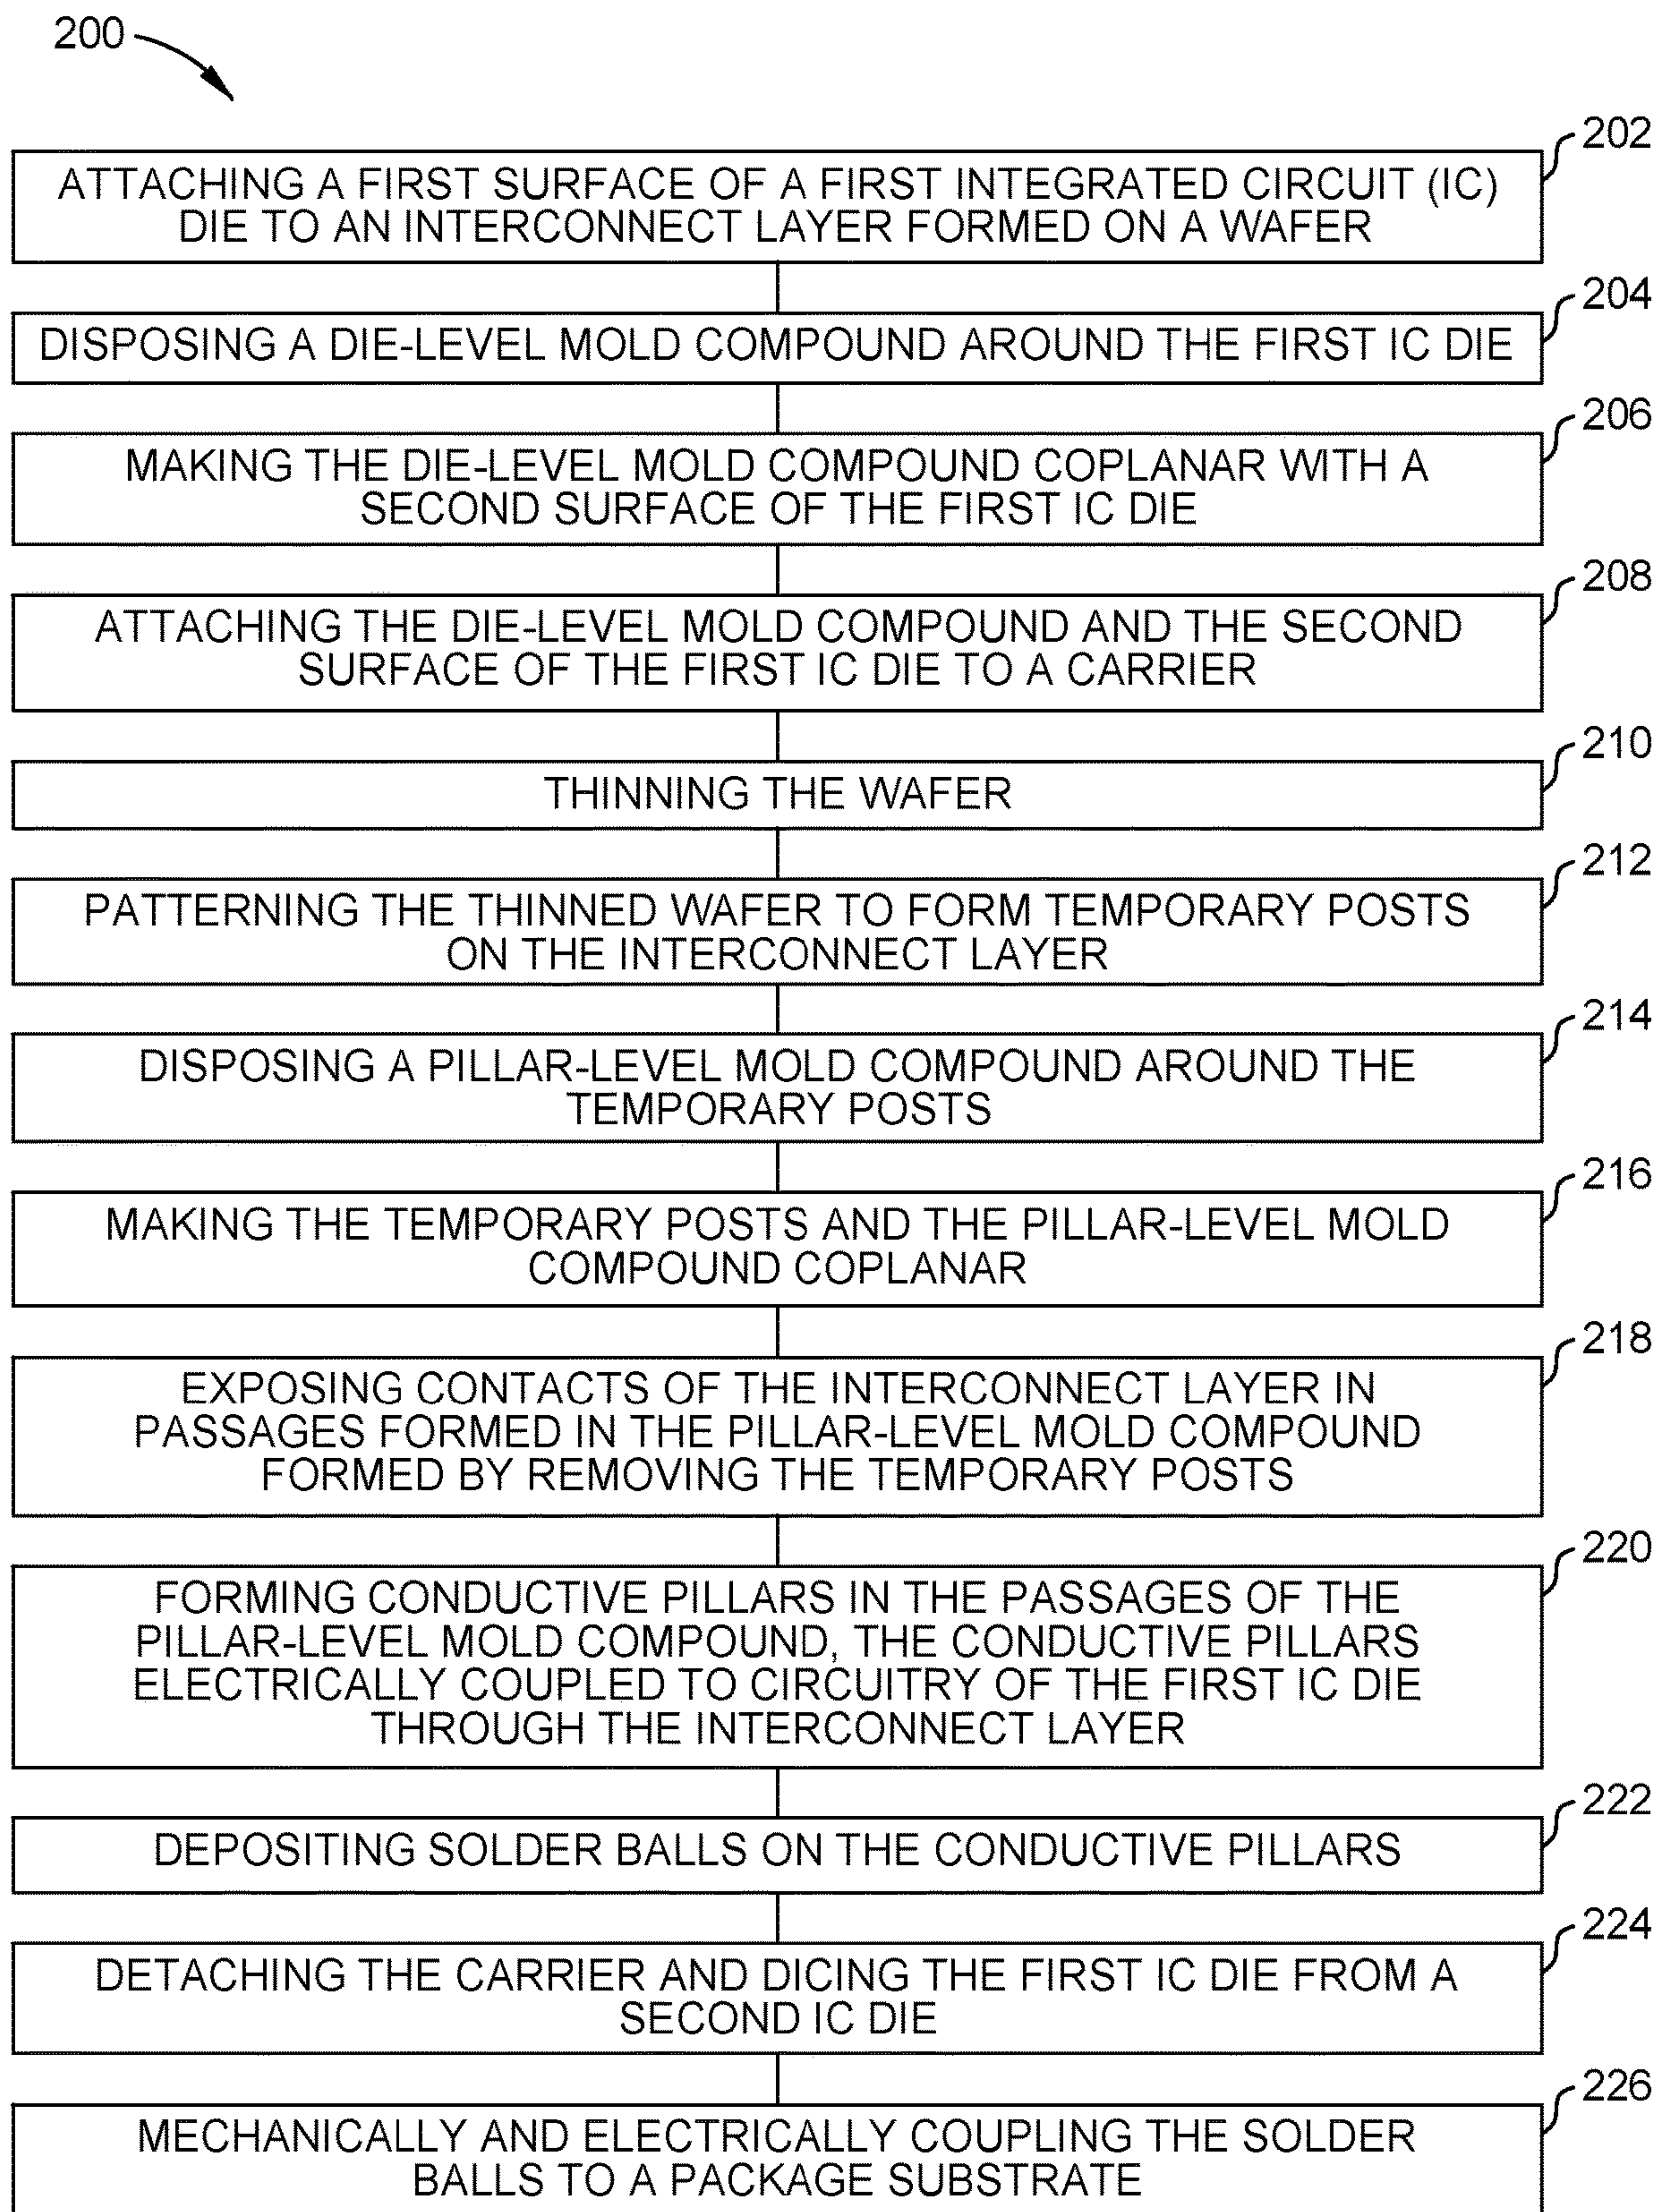 200
202
ATTACHING A FIRST SURFACE OF A FIRST INTEGRATED CIRCUIT (IC)
DIE TO AN INTERCONNECT LAYER FORMED ON A WAFER
204
DISPOSING A DIE-LEVEL MOLD COMPOUND AROUND THE FIRST IC DIE
206
MAKING THE DIE-LEVEL MOLD COMPOUND COPLANAR WITH A
SECOND SURFACE OF THE FIRST IC DIE
208
ATTACHING THE DIE-LEVEL MOLD COMPOUND AND THE SECOND
SURFACE OF THE FIRST IC DIE TO A CARRIER
210
THINNING THE WAFER
212
PATTERNING THE THINNED WAFER TO FORM TEMPORARY POSTS
ON THE INTERCONNECT LAYER
214
DISPOSING A PILLAR-LEVEL MOLD COMPOUND AROUND THE
TEMPORARY POSTS
216
MAKING THE TEMPORARY POSTS AND THE PILLAR-LEVEL MOLD
COMPOUND COPLANAR
218
EXPOSING CONTACTS OF THE INTERCONNECT LAYER IN
PASSAGES FORMED IN THE PILLAR-LEVEL MOLD COMPOUND
FORMED BY REMOVING THE TEMPORARY POSTS
220
FORMING CONDUCTIVE PILLARS IN THE PASSAGES OF THE
PILLAR-LEVEL MOLD COMPOUND, THE CONDUCTIVE PILLARS
ELECTRICALLY COUPLED TO CIRCUITRY OF THE FIRST IC DIE
THROUGH THE INTERCONNECT LAYER
222
DEPOSITING SOLDER BALLS ON THE CONDUCTIVE PILLARS
224
DETACHING THE CARRIER AND DICING THE FIRST IC DIE FROM A
SECOND IC DIE
226
MECHANICALLY AND ELECTRICALLY COUPLING THE SOLDER
BALLS TO A PACKAGE SUBSTRATE